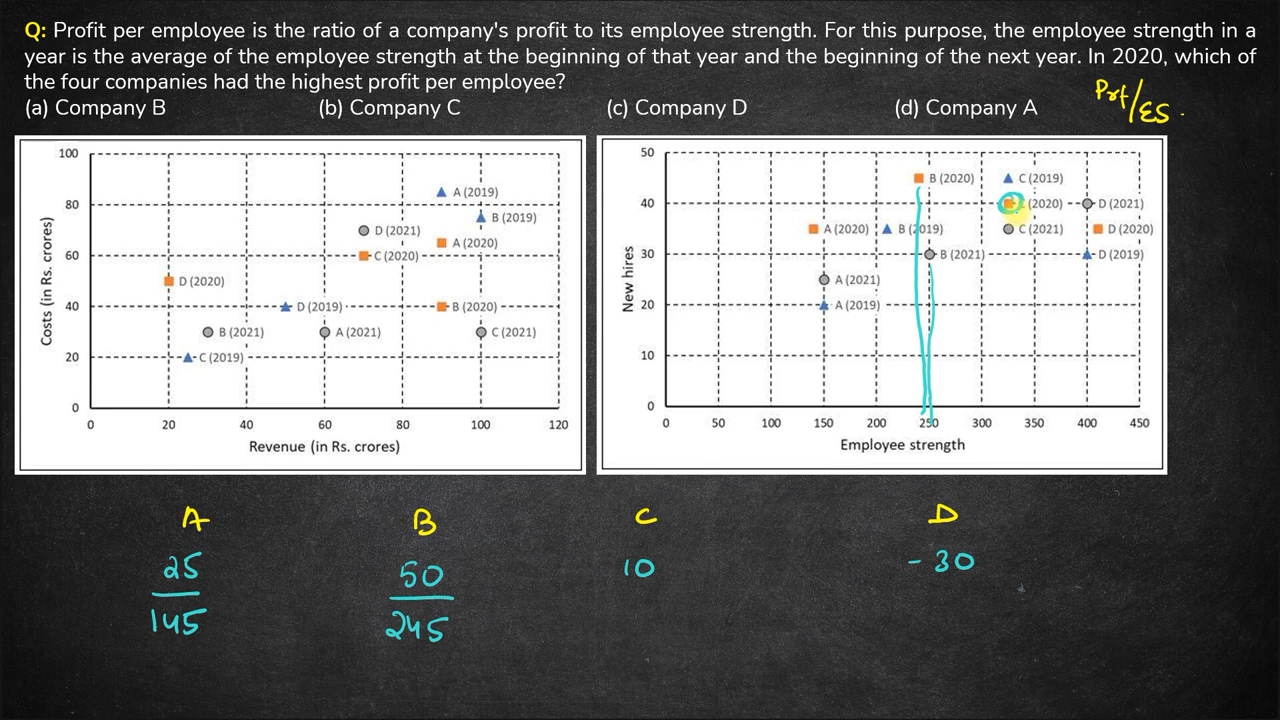 Q: Profit per employee is the ratio of a company's profit to its employee strength. For this purpose, the employee strength in a
year is the average of the employee strength at the beginning of that year and the beginning of the next year. In 2020, which of
the four companies had the highest profit per employee?
(a) Company B (b) Company C (c) Company D (d) Company A
Prf/ES.
100
80
60
40
20
0
0 20 40 60 80 100 120
Costs (in Rs. crores)
Revenue (in Rs. crores)
A (2019)
B (2019)
D (2021)
A (2020)
C (2020)
D (2020)
D (2019)
B (2020)
B (2021)
A (2021)
C (2021)
C (2019)
50
40
30
20
10
0
0 50 100 150 200 250 300 350 400 450
New hires
Employee strength
B (2020)
C (2019)
(2020)
D (2021)
A (2020)
B (2019)
C (2021)
D (2020)
B (2021)
D (2019)
A (2021)
A (2019)
A B C D
25 50 10 -30
145 245